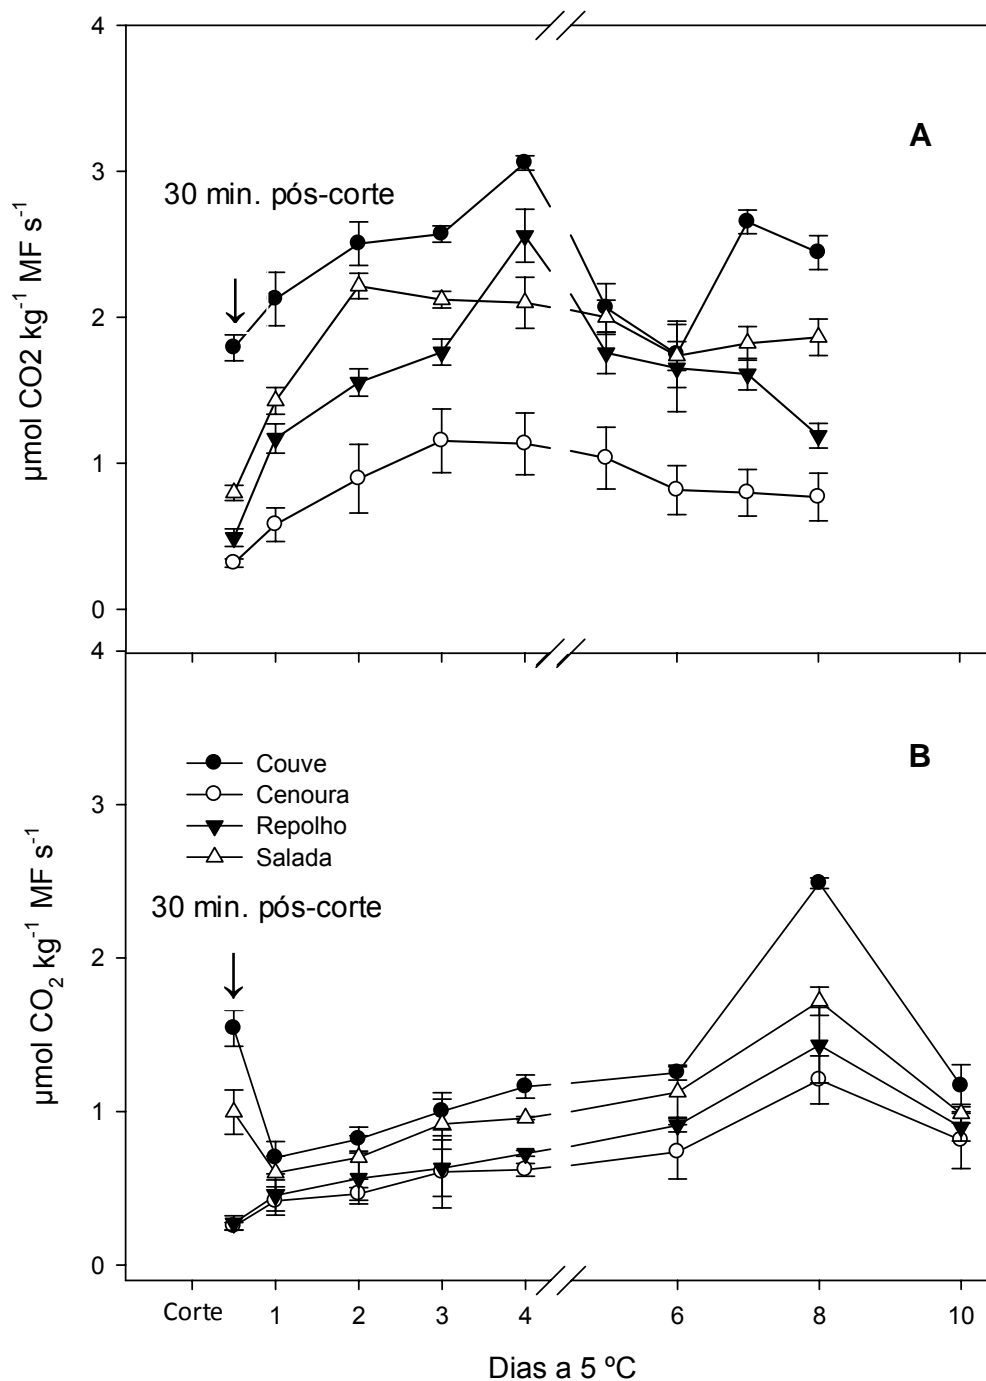 4
A
3
30 min. pós-corte
2
1
0
µmol CO2 kg-1 MF s-1
4
B
Couve
Cenoura
Repolho
Salada
3
30 min. pós-corte
2
1
0
µmol CO2 kg-1 MF s-1
Corte 1 2 3 4 6 8 10
Dias a 5 ºC